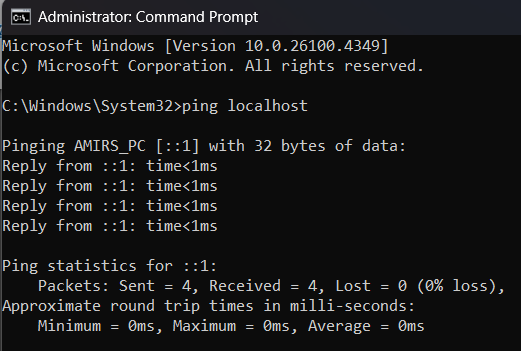 Administrator: Command Prompt
Microsoft Windows [Version 10.0.26100.4349]
(c) Microsoft Corporation. All rights reserved.
C:\Windows\System32>ping localhost
Pinging AMIRS_PC [::1] with 32 bytes of data:
Reply from ::1: time<1ms
Reply from ::1: time<1ms
Reply from ::1: time<1ms
Reply from ::1: time<1ms
Ping statistics for ::1:
    Packets: Sent = 4, Received = 4, Lost = 0 (0% loss),
Approximate round trip times in milli-seconds:
    Minimum = 0ms, Maximum = 0ms, Average = 0ms